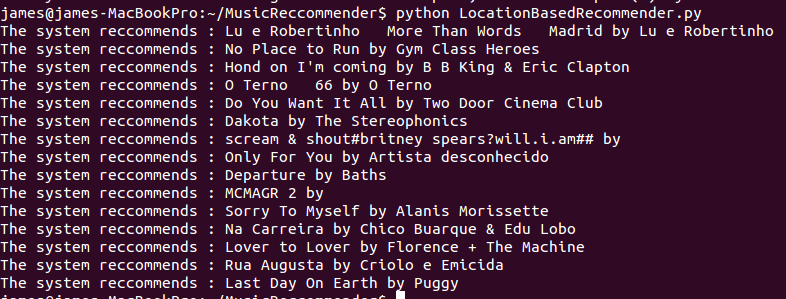 james@james-MacBookPro:~/MusicReccommender$ python LocationBasedRecommender.py
The system reccommends : Lu e Robertinho   More Than Words   Madrid by Lu e Robertinho
The system reccommends : No Place to Run by Gym Class Heroes
The system reccommends : Hond on I'm coming by B B King & Eric Clapton
The system reccommends : O Terno   66 by O Terno
The system reccommends : Do You Want It All by Two Door Cinema Club
The system reccommends : Dakota by The Stereophonics
The system reccommends : scream & shout#britney spears?will.i.am## by
The system reccommends : Only For You by Artista desconhecido
The system reccommends : Departure by Baths
The system reccommends : MCMAGR 2 by
The system reccommends : Sorry To Myself by Alanis Morissette
The system reccommends : Na Carreira by Chico Buarque & Edu Lobo
The system reccommends : Lover to Lover by Florence + The Machine
The system reccommends : Rua Augusta by Criolo e Emicida
The system reccommends : Last Day On Earth by Puggy
james@james-MacBookPro:~/MusicReccommender$